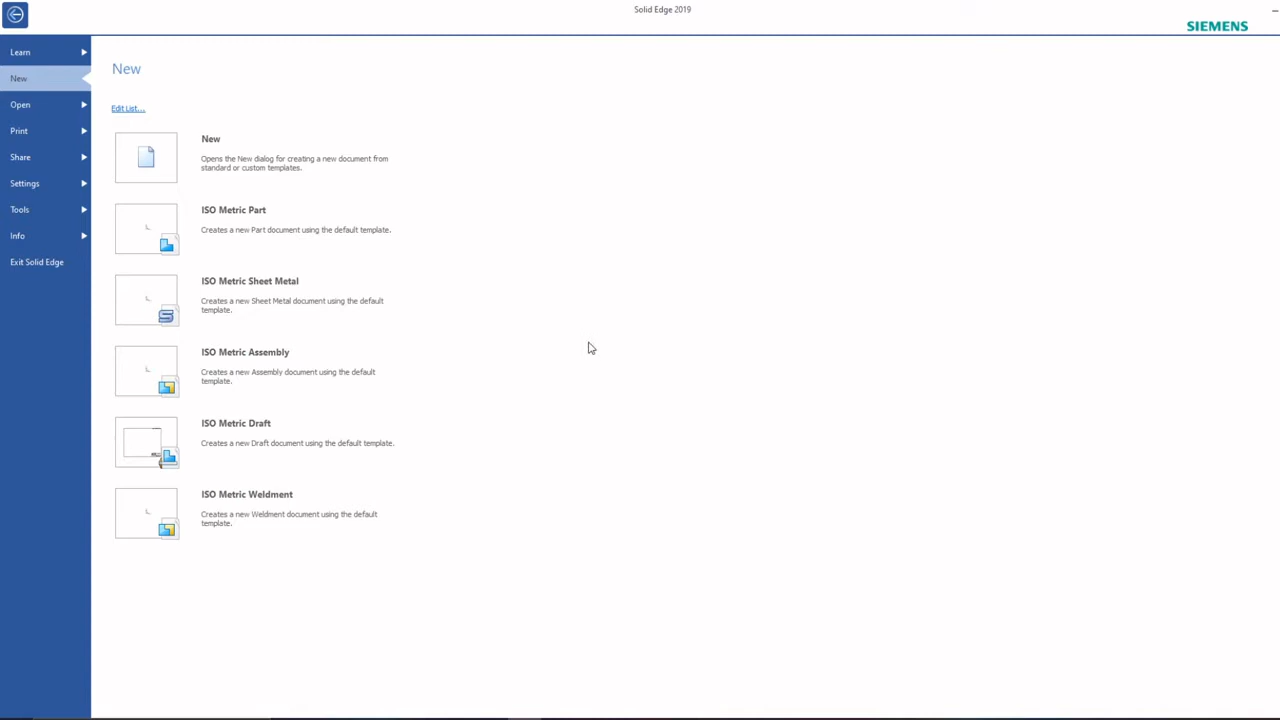 Solid Edge 2019
SIEMENS
Learn
New
Open
Print
Share
Settings
Tools
Info
Exit Solid Edge
New
Edit List...
New
Opens the New dialog for creating a new document from
standard or custom templates.
ISO Metric Part
Creates a new Part document using the default template.
ISO Metric Sheet Metal
Creates a new Sheet Metal document using the default
template.
ISO Metric Assembly
Creates a new Assembly document using the default
template.
ISO Metric Draft
Creates a new Draft document using the default template.
ISO Metric Weldment
Creates a new Weldment document using the default
template.